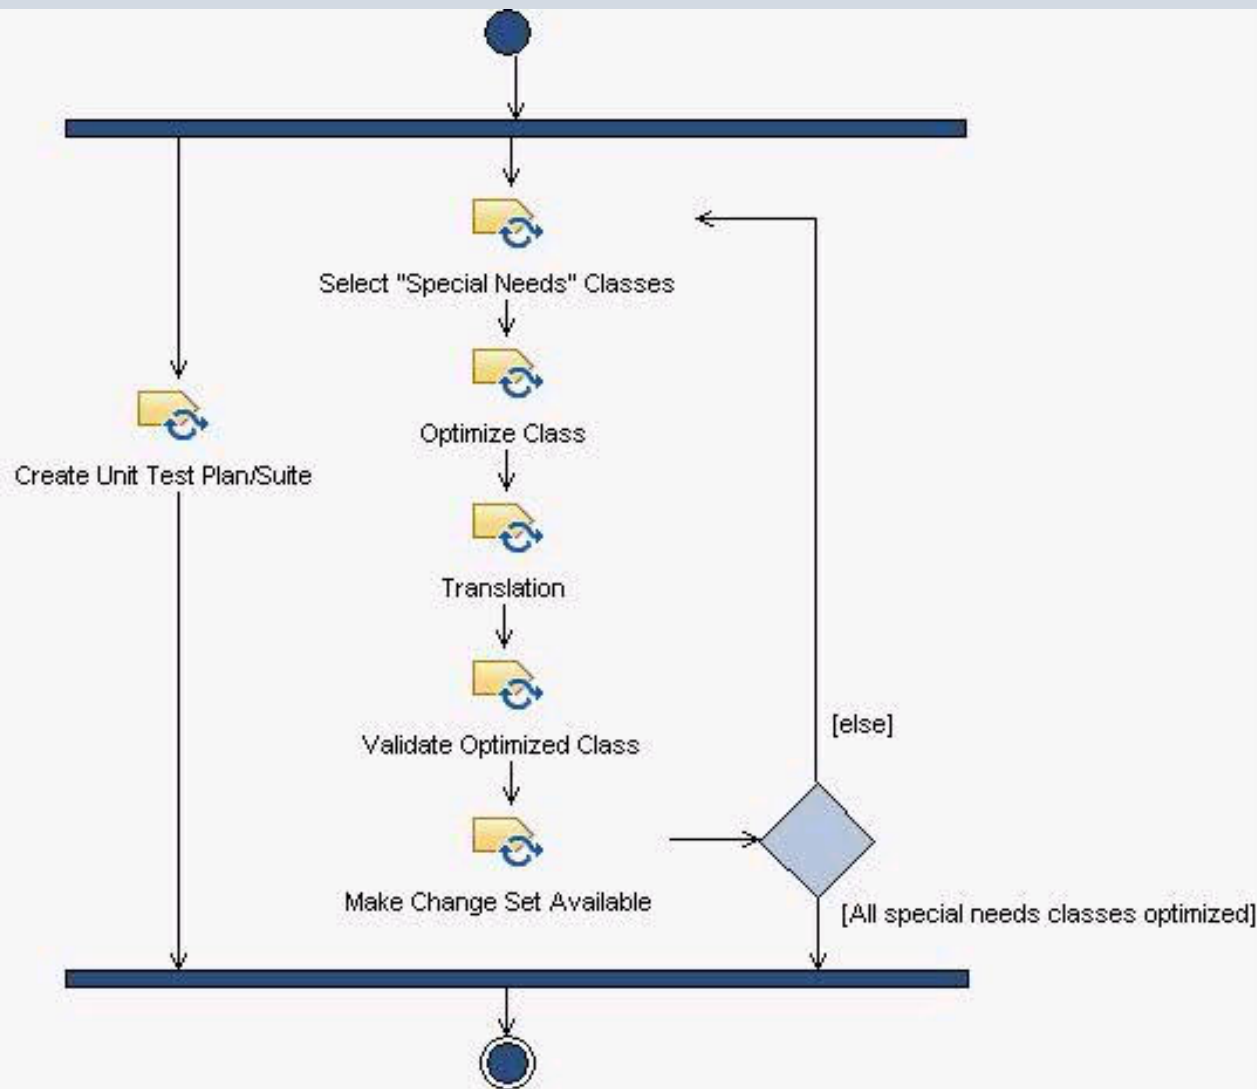 Select "Special Needs" Classes
Optimize Class
Create Unit Test Plan/Suite
Translation
[else]
Validate Optimized Class
Make Change Set Available
[All special needs classes optimized]